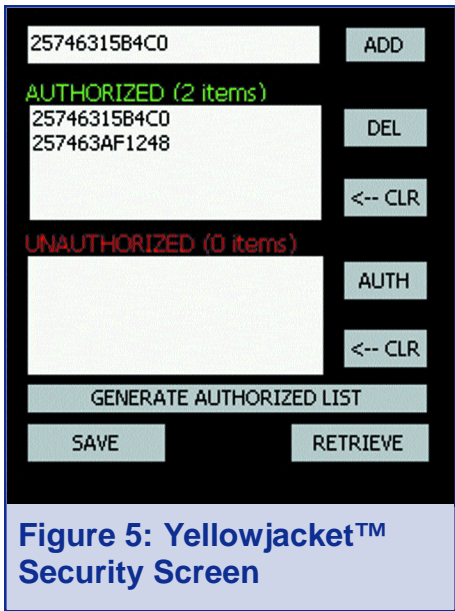 25746315B4C0
ADD
AUTHORIZED (2 items)
25746315B4C0
257463AF1248
DEL
<-- CLR
UNAUTHORIZED (0 items)
AUTH
<-- CLR
GENERATE AUTHORIZED LIST
SAVE
RETRIEVE
Figure 5: Yellowjacket™
Security Screen